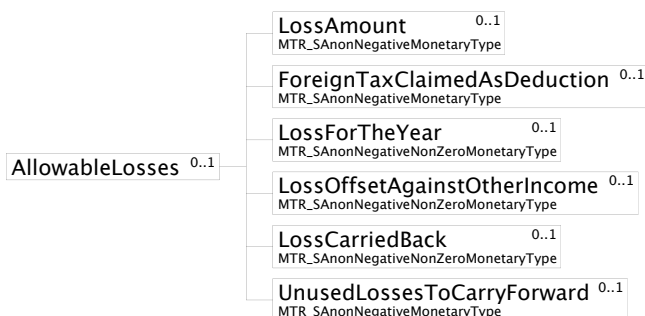 LossAmount 0..1
MTR_SAnonNegativeMonetaryType
ForeignTaxClaimedAsDeduction 0..1
MTR_SAnonNegativeMonetaryType
LossForTheYear 0..1
MTR_SAnonNegativeNonZeroMonetaryType
AllowableLosses 0..1
LossOffsetAgainstOtherIncome 0..1
MTR_SAnonNegativeNonZeroMonetaryType
LossCarriedBack 0..1
MTR_SAnonNegativeNonZeroMonetaryType
UnusedLossesToCarryForward 0..1
MTR_SAnonNegativeMonetaryType